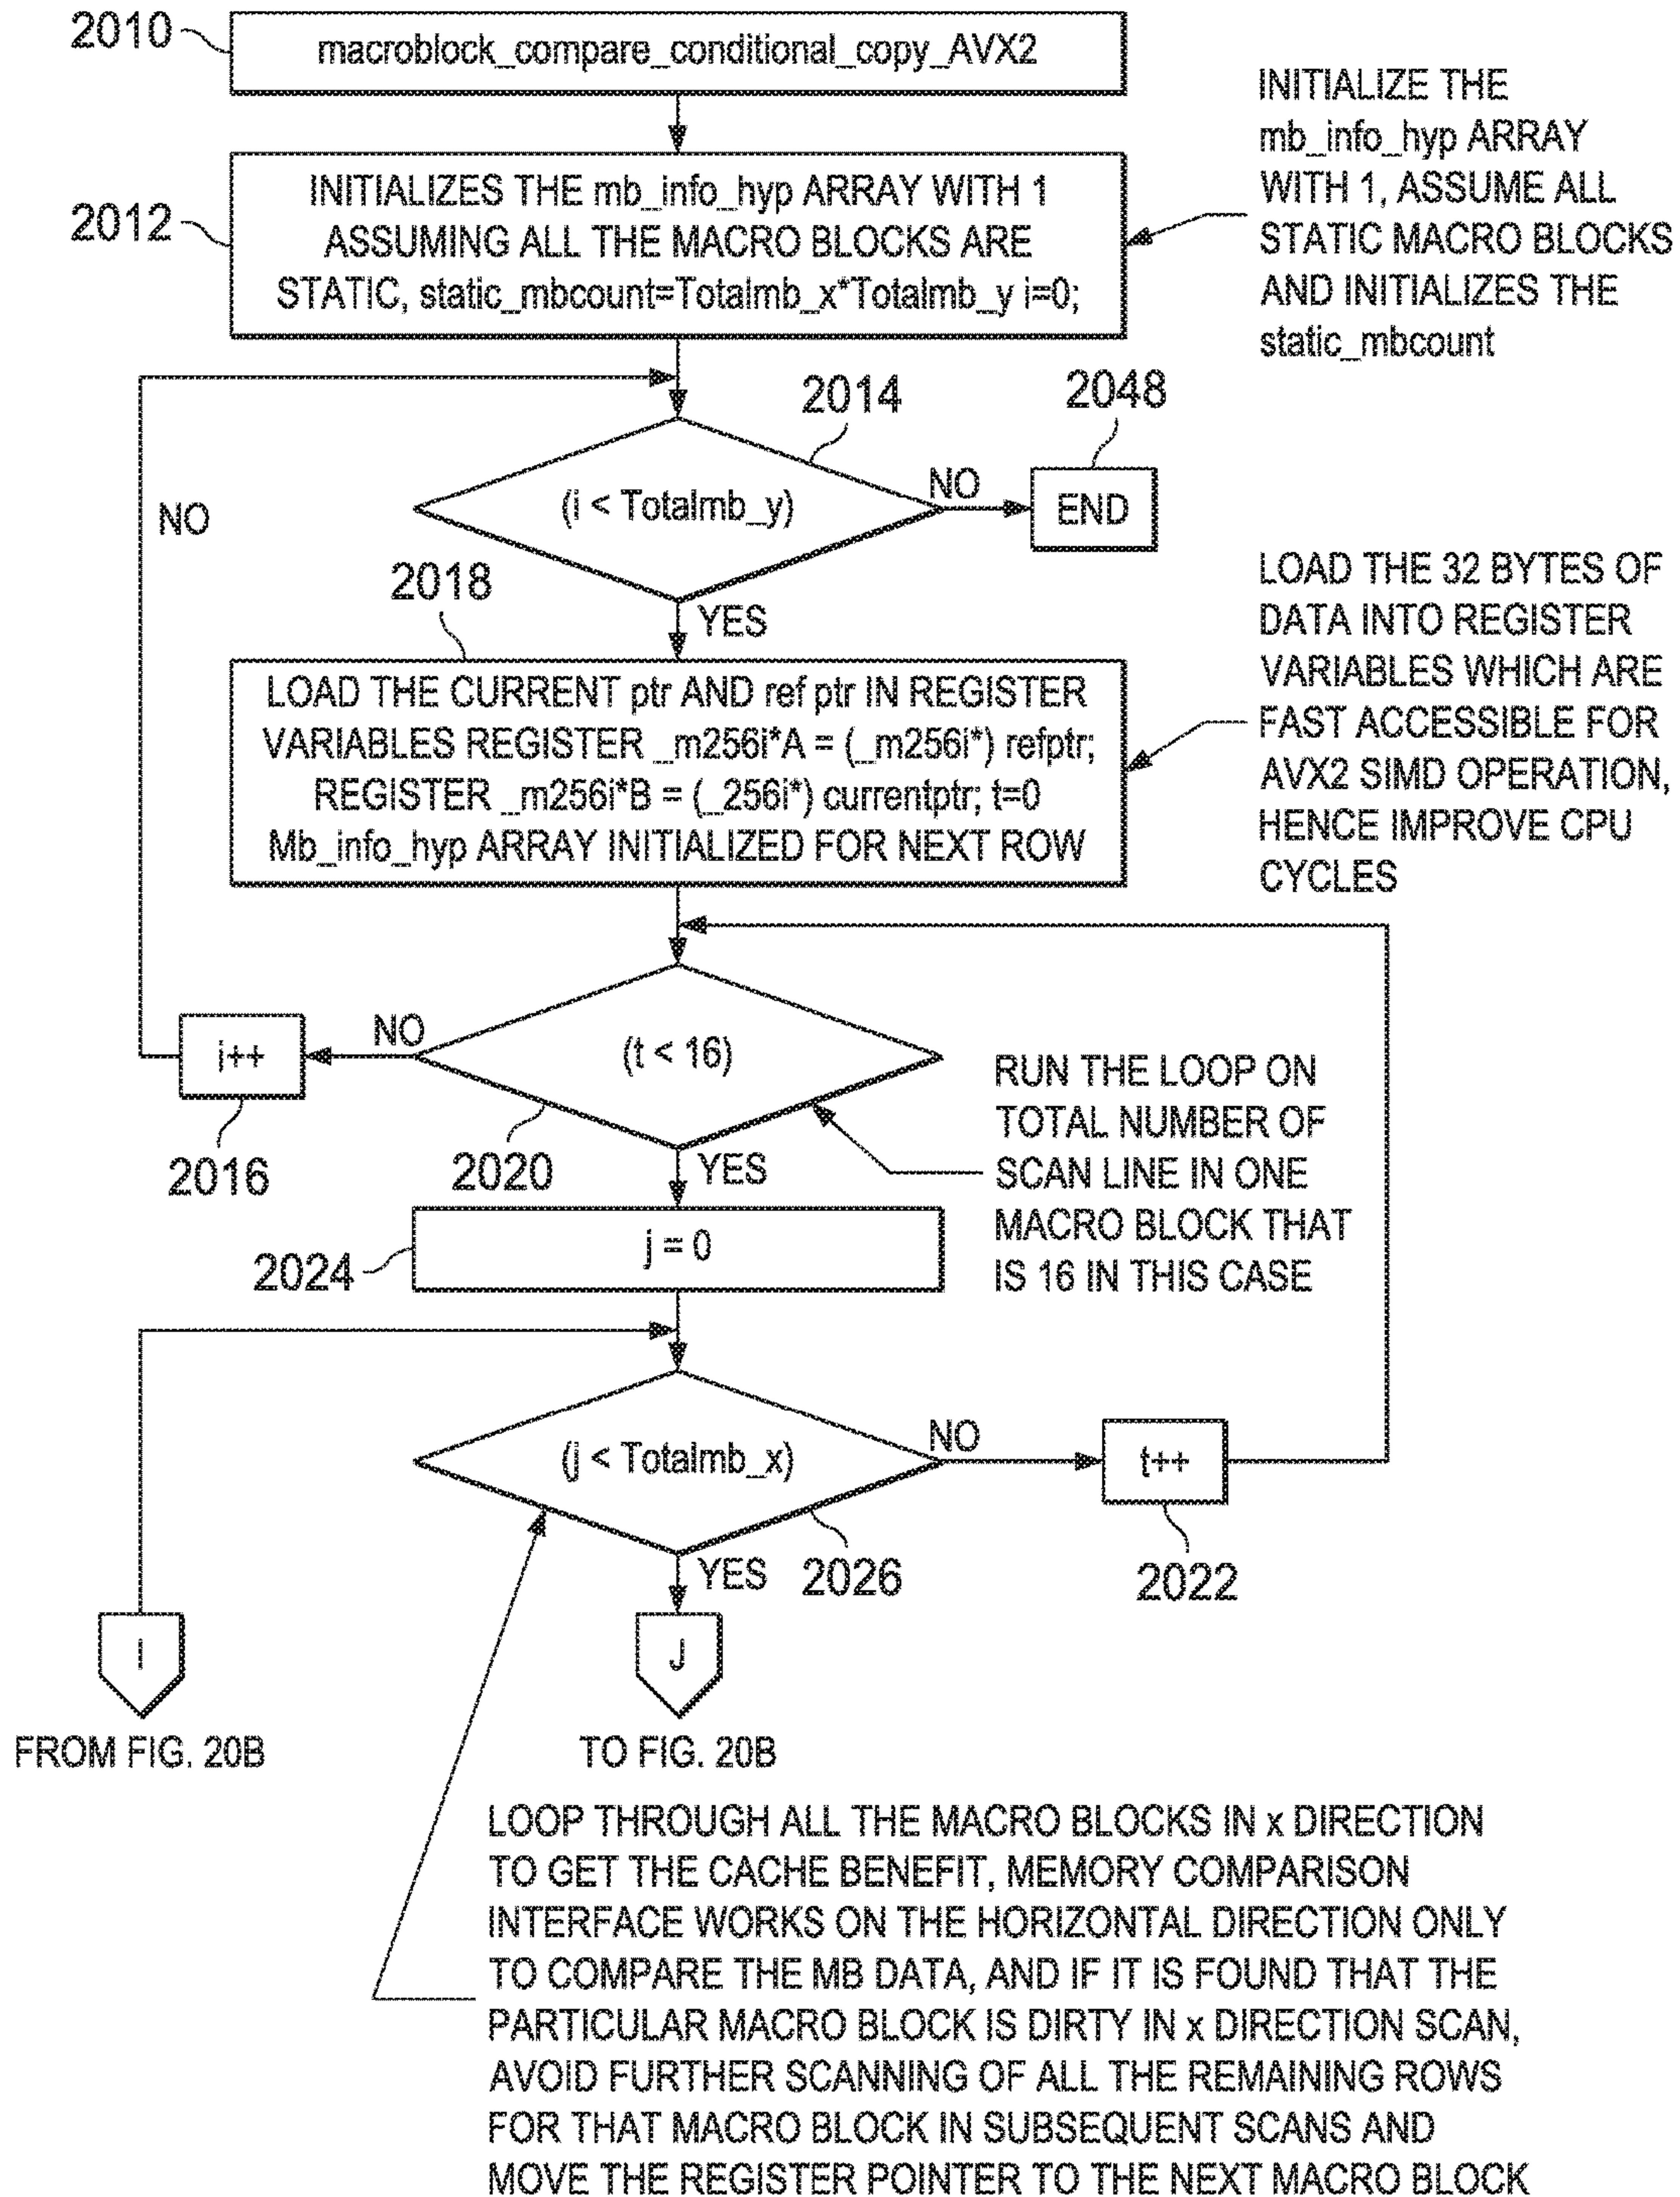 2010
macroblock_compare_conditional_copy_AVX2
INITIALIZE THE
mb_info_hyp ARRAY
WITH 1, ASSUME ALL
STATIC MACRO BLOCKS
AND INITIALIZES THE
static_mbcount
2012
INITIALIZES THE mb_info_hyp ARRAY WITH 1
ASSUMING ALL THE MACRO BLOCKS ARE
STATIC, static_mbcount=Totalmb_x*Totalmb_y i=0;
2014
2048
NO
(i < Totalmb_y)
NO
END
2018
YES
LOAD THE 32 BYTES OF
DATA INTO REGISTER
VARIABLES WHICH ARE
FAST ACCESSIBLE FOR
AVX2 SIMD OPERATION,
HENCE IMPROVE CPU
CYCLES
LOAD THE CURRENT ptr AND ref ptr IN REGISTER
VARIABLES REGISTER _m256i*A = (_m256i*) refptr;
REGISTER _m256i*B = (_256i*) currentptr; t=0
Mb_info_hyp ARRAY INITIALIZED FOR NEXT ROW
i++
NO
(t < 16)
2016
2020
YES
RUN THE LOOP ON
TOTAL NUMBER OF
SCAN LINE IN ONE
MACRO BLOCK THAT
IS 16 IN THIS CASE
2024
j = 0
(j < Totalmb_x)
NO
t++
YES
2026
2022
I
J
FROM FIG. 20B
TO FIG. 20B
LOOP THROUGH ALL THE MACRO BLOCKS IN x DIRECTION
TO GET THE CACHE BENEFIT, MEMORY COMPARISON
INTERFACE WORKS ON THE HORIZONTAL DIRECTION ONLY
TO COMPARE THE MB DATA, AND IF IT IS FOUND THAT THE
PARTICULAR MACRO BLOCK IS DIRTY IN x DIRECTION SCAN,
AVOID FURTHER SCANNING OF ALL THE REMAINING ROWS
FOR THAT MACRO BLOCK IN SUBSEQUENT SCANS AND
MOVE THE REGISTER POINTER TO THE NEXT MACRO BLOCK